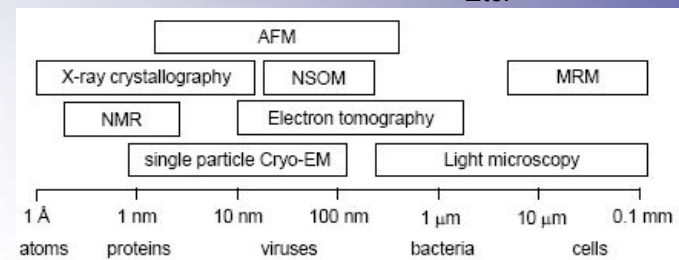 AFM
X-ray crystallography NSOM MRM
NMR Electron tomography
single particle Cryo-EM Light microscopy
1 Å 1 nm 10 nm 100 nm 1 μm 10 μm 0.1 mm
atoms proteins viruses bacteria cells